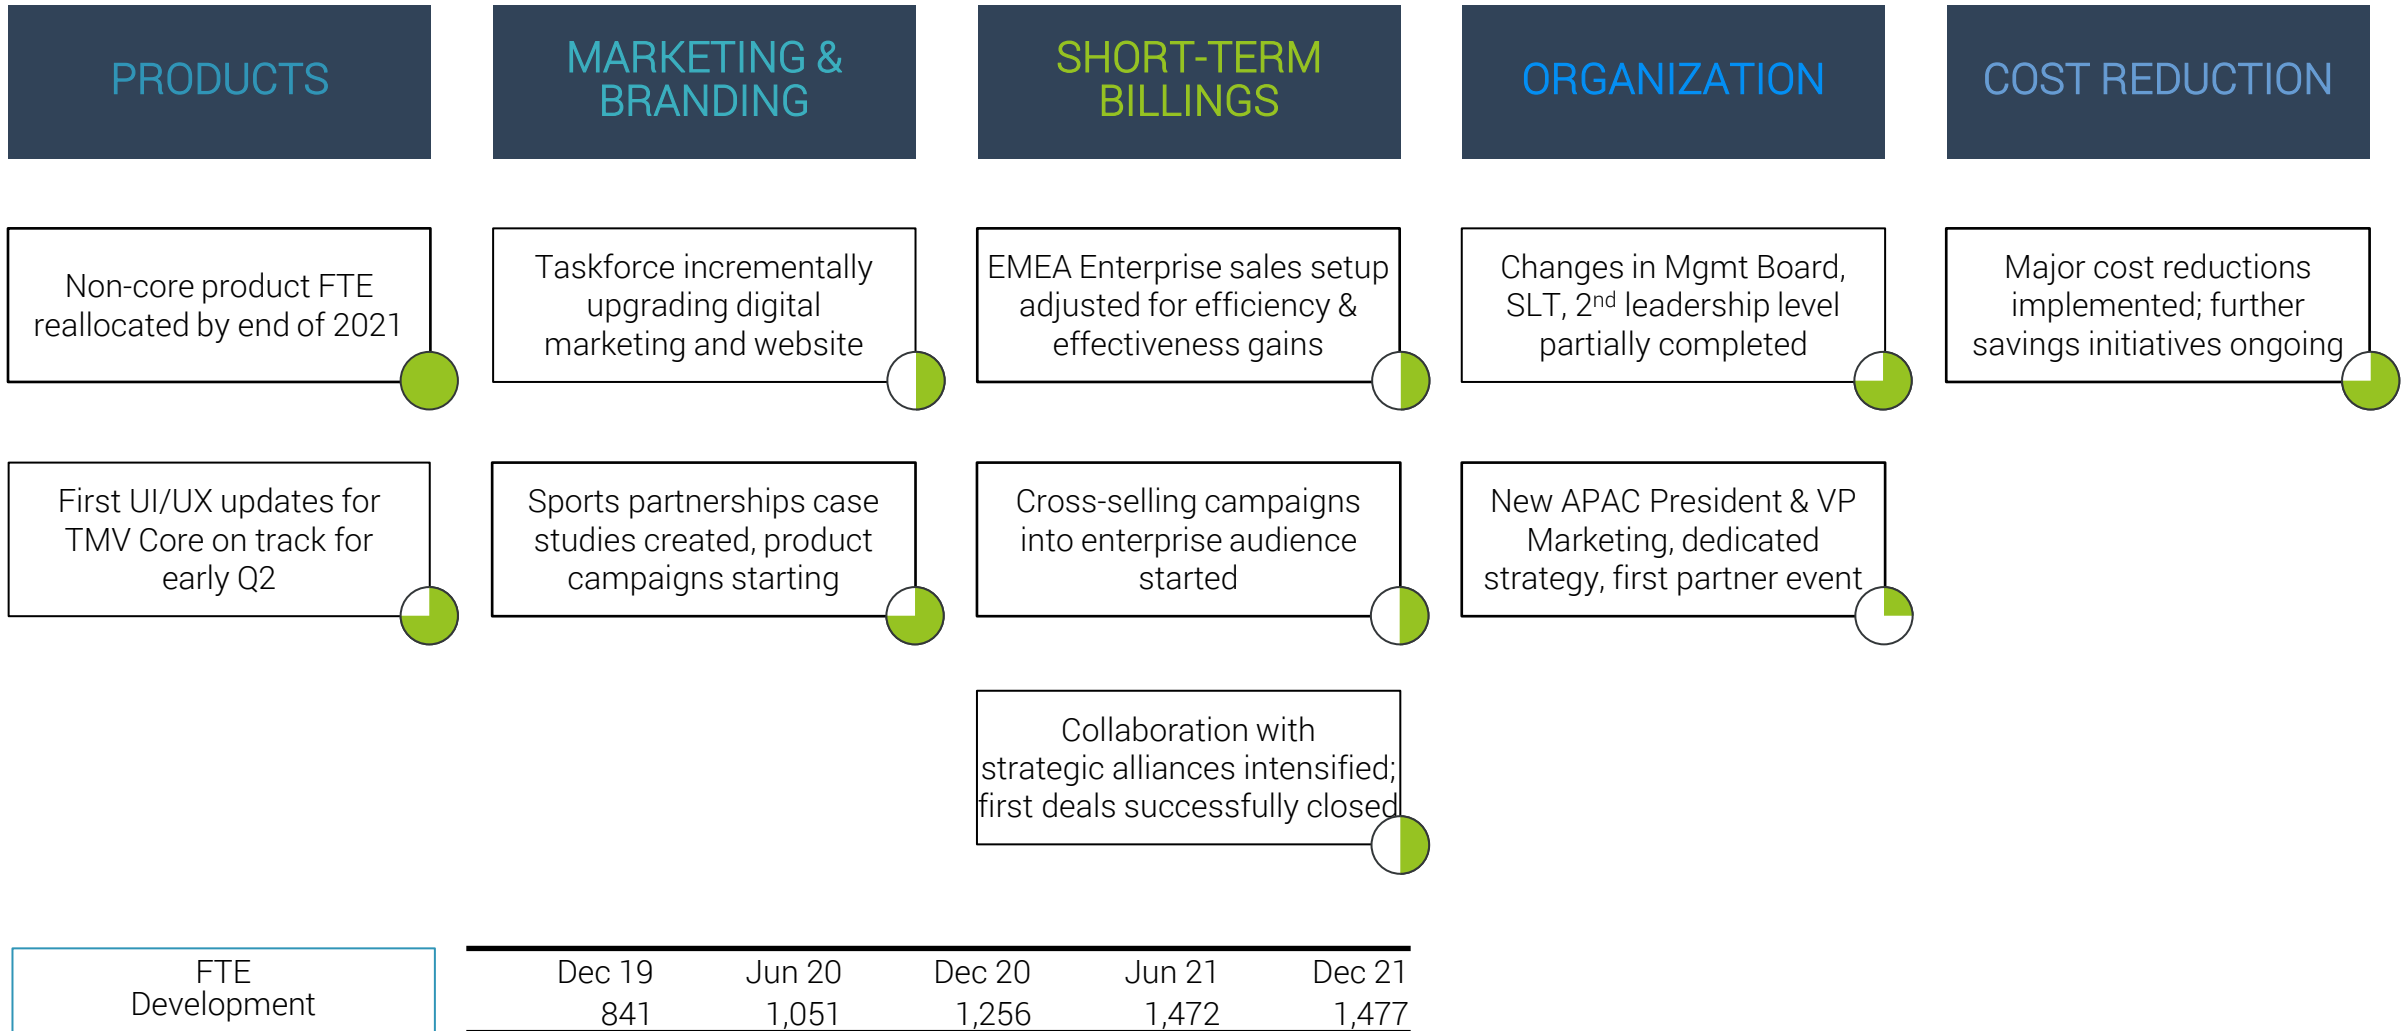 PRODUCTS
MARKETING &
BRANDING
SHORT-TERM
BILLINGS
ORGANIZATION
COST REDUCTION
Non-core product FTE
reallocated by end of 2021
Taskforce incrementally
upgrading digital
marketing and website
EMEA Enterprise sales setup
adjusted for efficiency &
effectiveness gains
Changes in Mgmt Board,
SLT, 2nd leadership level
partially completed
Major cost reductions
implemented; further
savings initiatives ongoing
First UI/UX updates for
TMV Core on track for
early Q2
Sports partnerships case
studies created, product
campaigns starting
Cross-selling campaigns
into enterprise audience
started
New APAC President & VP
Marketing, dedicated
strategy, first partner event
Collaboration with
strategic alliances intensified;
first deals successfully closed
FTE
Development
Dec 19 Jun 20 Dec 20 Jun 21 Dec 21
841 1,051 1,256 1,472 1,477